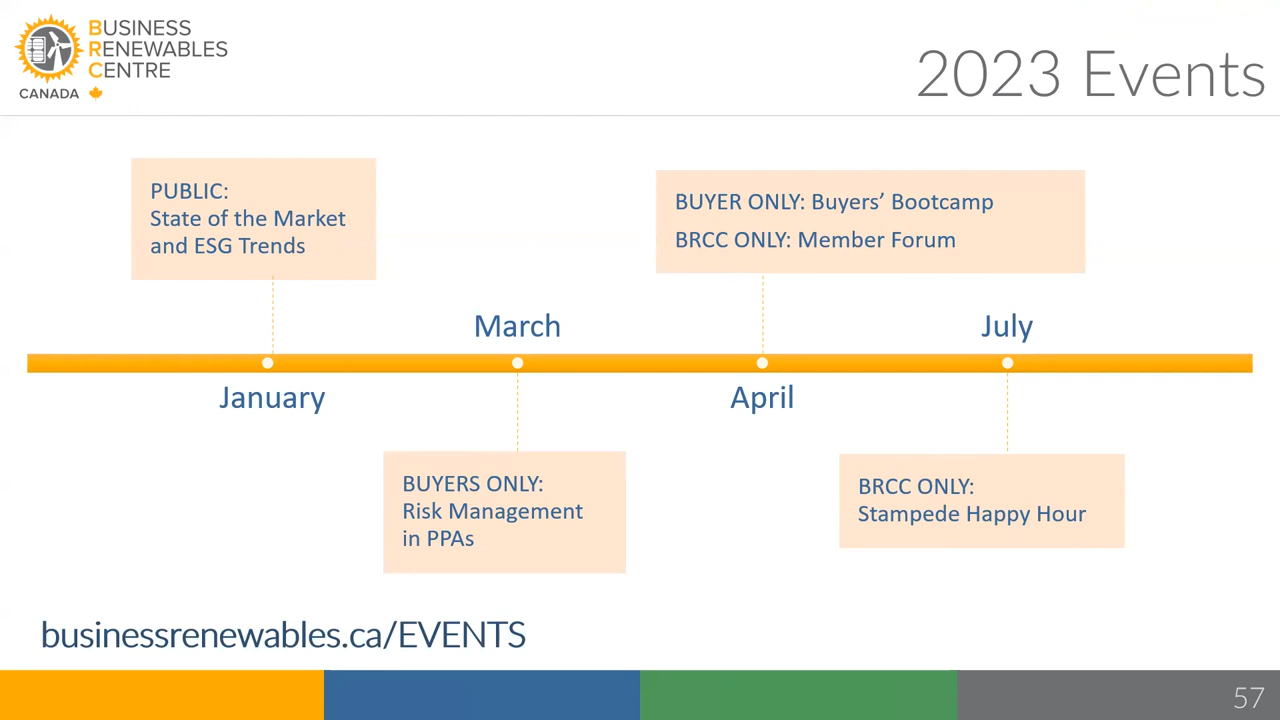 BUSINESS
RENEWABLES
CENTRE
CANADA
2023 Events
PUBLIC:
State of the Market
and ESG Trends
BUYER ONLY: Buyers’ Bootcamp
BRCC ONLY: Member Forum
March
July
January
April
BUYERS ONLY:
Risk Management
in PPAs
BRCC ONLY:
Stampede Happy Hour
businessrenewables.ca/EVENTS
57